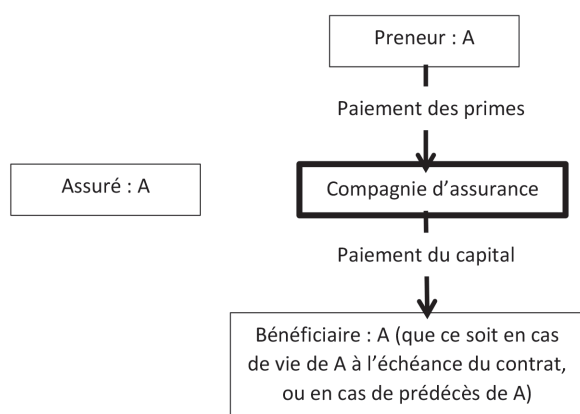 Preneur : A
Paiement des primes
Assuré : A
Compagnie d’assurance
Paiement du capital
Bénéficiaire : A (que ce soit en cas
de vie de A à l’échéance du contrat,
ou en cas de prédécès de A)